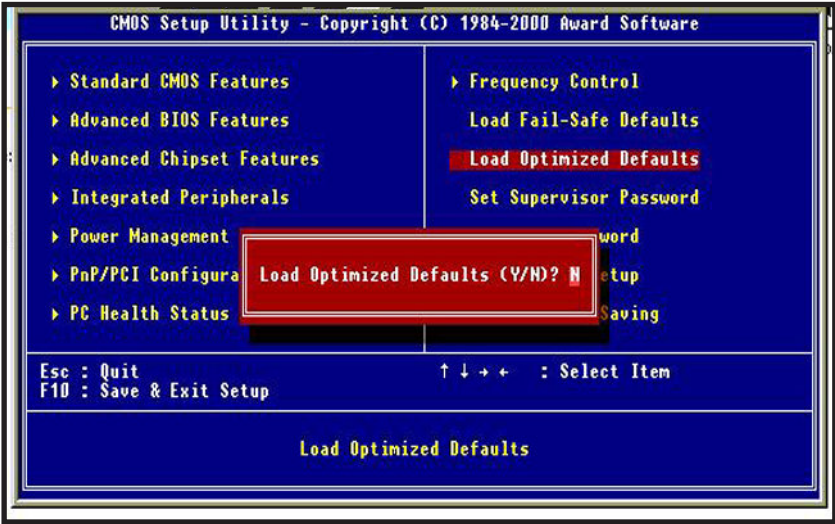 CMOS Setup Utility - Copyright (C) 1984-2000 Award Software
▸ Standard CMOS Features
▸ Advanced BIOS Features
▸ Advanced Chipset Features
▸ Integrated Peripherals
▸ Power Management
▸ PnP/PCI Configura
▸ PC Health Status
▸ Frequency Control
Load Fail-Safe Defaults
Load Optimized Defaults
Set Supervisor Password
word
etup
Saving
Load Optimized Defaults (Y/N)? N
Esc : Quit
F10 : Save & Exit Setup
↑ ↓ → ← : Select Item
Load Optimized Defaults